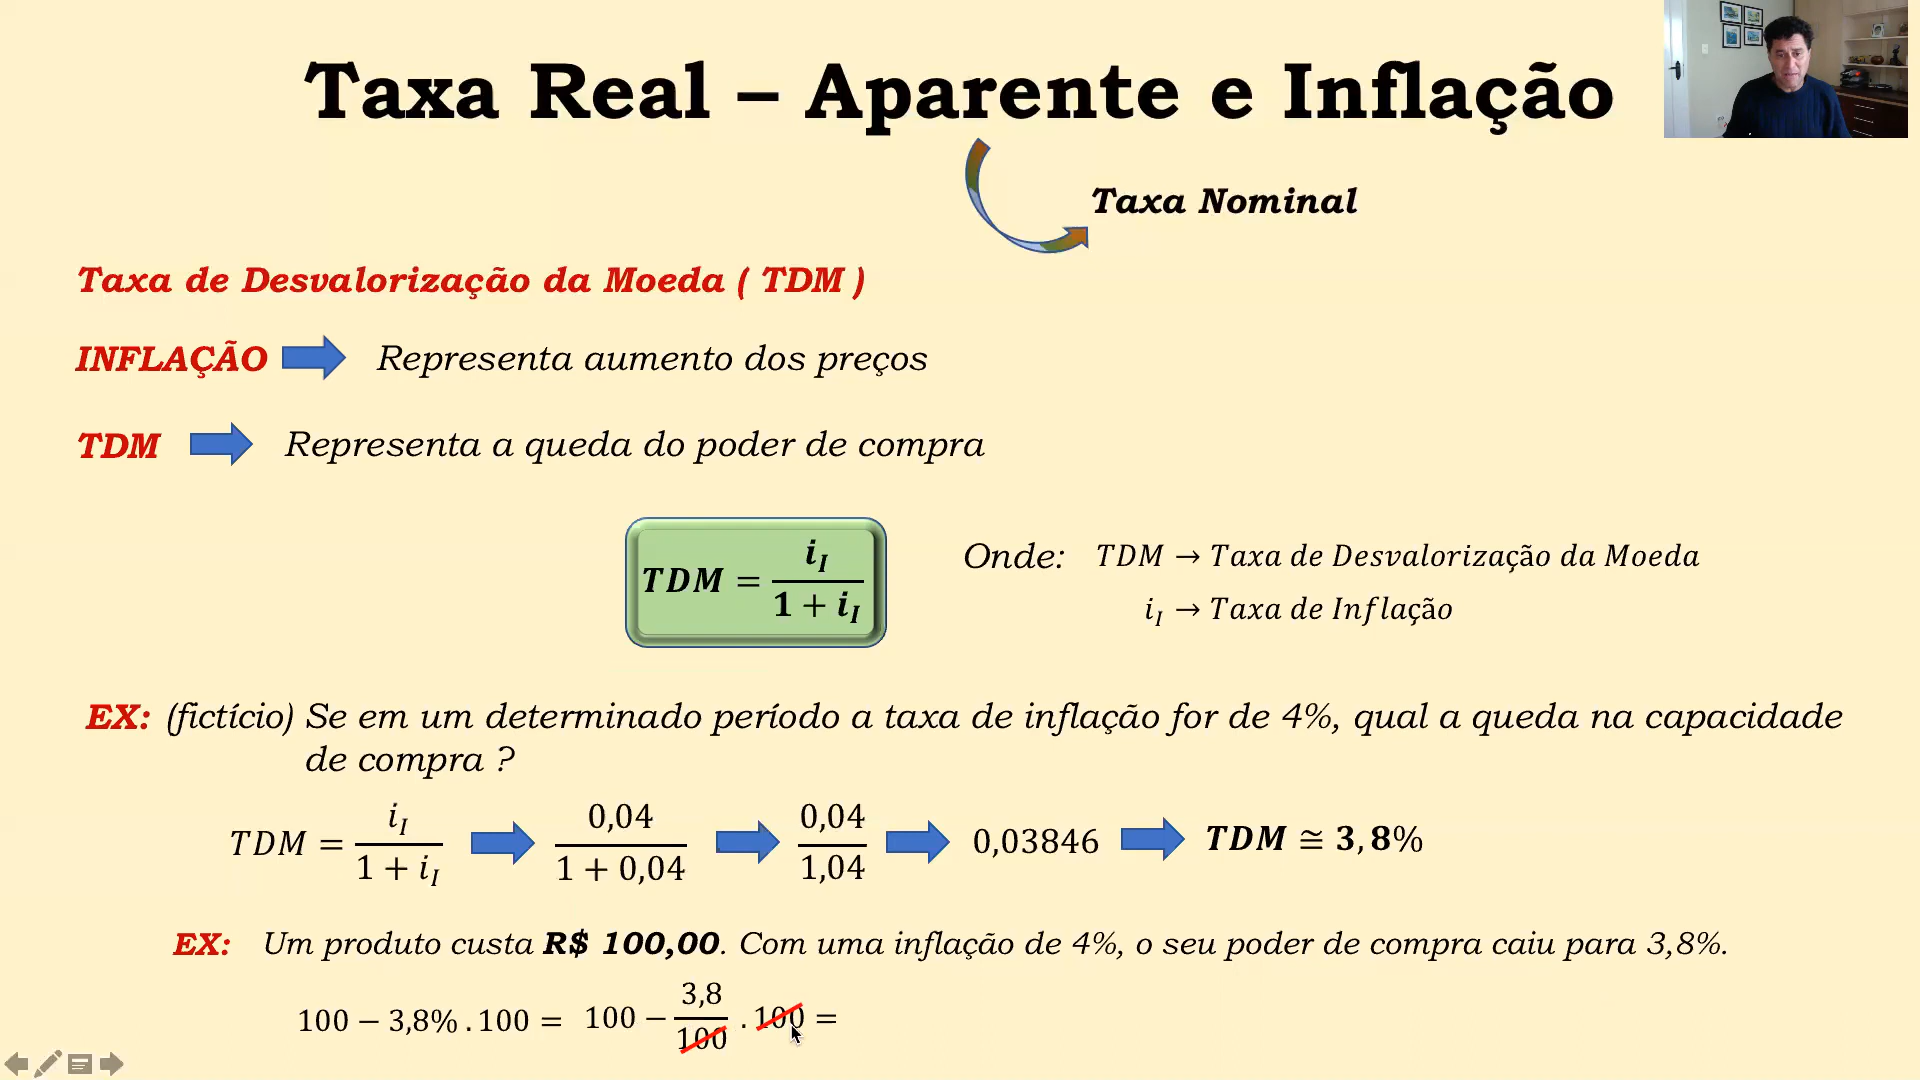 Taxa Real – Aparente e Inflação
Taxa Nominal
Taxa de Desvalorização da Moeda ( TDM )
INFLAÇÃO Representa aumento dos preços
TDM Representa a queda do poder de compra
TDM = i_I / (1 + i_I)
Onde: TDM → Taxa de Desvalorização da Moeda
i_I → Taxa de Inflação
EX: (fictício) Se em um determinado período a taxa de inflação for de 4%, qual a queda na capacidade
de compra ?
TDM = i_I / (1 + i_I) 0,04 / (1 + 0,04) 0,04 / 1,04 0,03846 TDM ≅ 3,8%
EX: Um produto custa R$ 100,00. Com uma inflação de 4%, o seu poder de compra caiu para 3,8%.
100 − 3,8% . 100 = 100 − 3,8 / 100 . 100 =